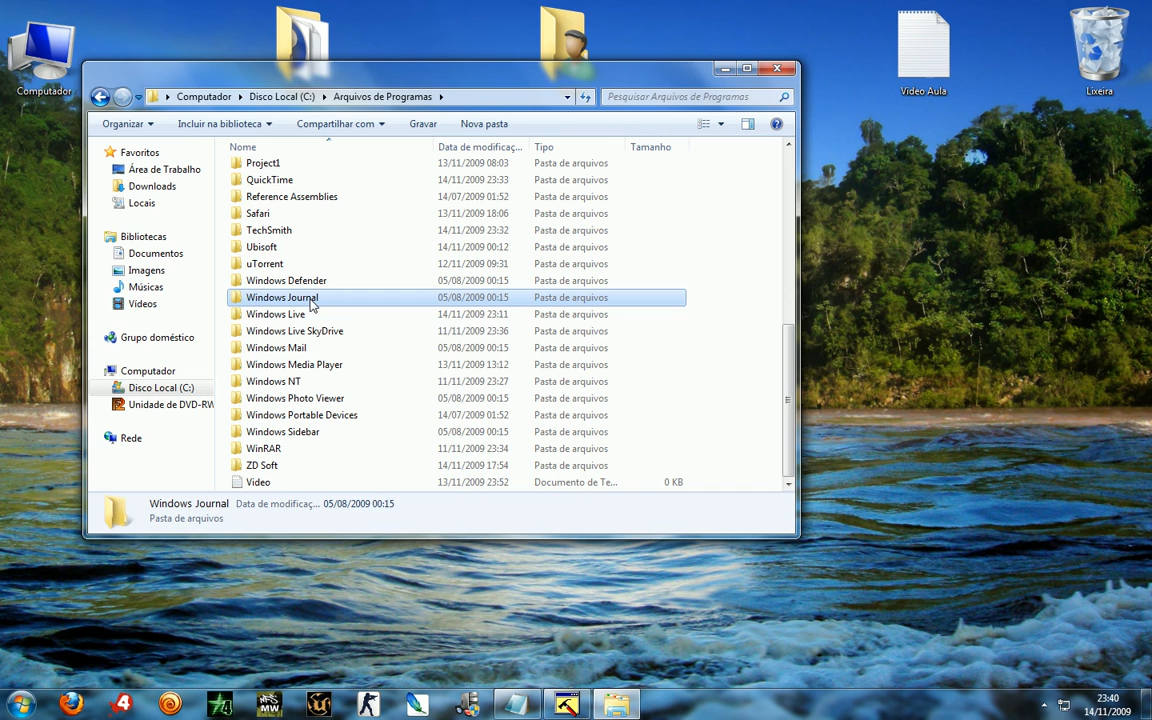 Computador
Video Aula
Lixeira
Computador Disco Local (C:) Arquivos de Programas
Pesquisar Arquivos de Programas
Organizar Incluir na biblioteca Compartilhar com Gravar Nova pasta
Favoritos
Área de Trabalho
Downloads
Locais
Bibliotecas
Documentos
Imagens
Músicas
Vídeos
Grupo doméstico
Computador
Disco Local (C:)
Unidade de DVD-RW
Rede
Nome Data de modificaç... Tipo Tamanho
Project1 13/11/2009 08:03 Pasta de arquivos
QuickTime 14/11/2009 23:33 Pasta de arquivos
Reference Assemblies 14/07/2009 01:52 Pasta de arquivos
Safari 13/11/2009 18:06 Pasta de arquivos
TechSmith 14/11/2009 23:32 Pasta de arquivos
Ubisoft 14/11/2009 00:12 Pasta de arquivos
uTorrent 12/11/2009 09:31 Pasta de arquivos
Windows Defender 05/08/2009 00:15 Pasta de arquivos
Windows Journal 05/08/2009 00:15 Pasta de arquivos
Windows Live 14/11/2009 23:11 Pasta de arquivos
Windows Live SkyDrive 11/11/2009 23:36 Pasta de arquivos
Windows Mail 05/08/2009 00:15 Pasta de arquivos
Windows Media Player 13/11/2009 13:12 Pasta de arquivos
Windows NT 11/11/2009 23:27 Pasta de arquivos
Windows Photo Viewer 05/08/2009 00:15 Pasta de arquivos
Windows Portable Devices 14/07/2009 01:52 Pasta de arquivos
Windows Sidebar 05/08/2009 00:15 Pasta de arquivos
WinRAR 11/11/2009 23:34 Pasta de arquivos
ZD Soft 14/11/2009 17:54 Pasta de arquivos
Video 13/11/2009 23:52 Documento de Te... 0 KB
Windows Journal Data de modificaç... 05/08/2009 00:15
Pasta de arquivos
NFS
MW
23:40
14/11/2009